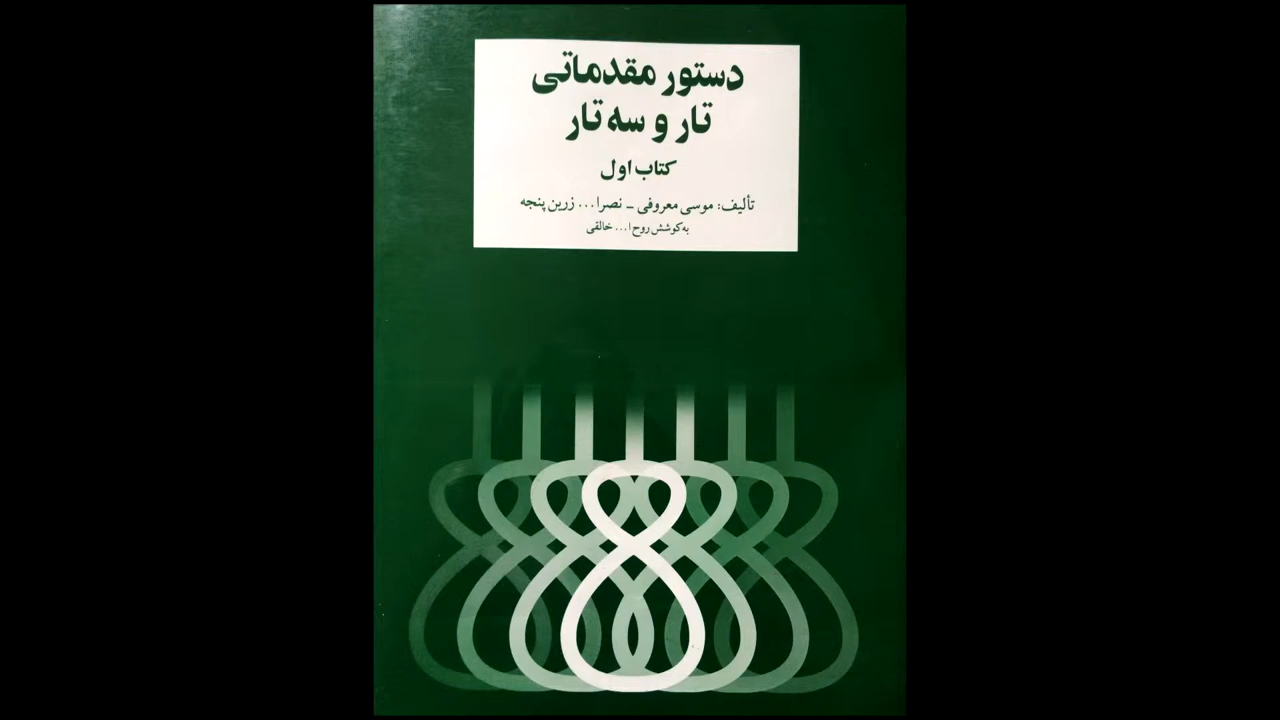 دستور مقدماتی
تار و سه تار
کتاب اول
تألیف: موسی معروفی - نصرا... زرین پنجه
به کوشش روح ا... خالقی